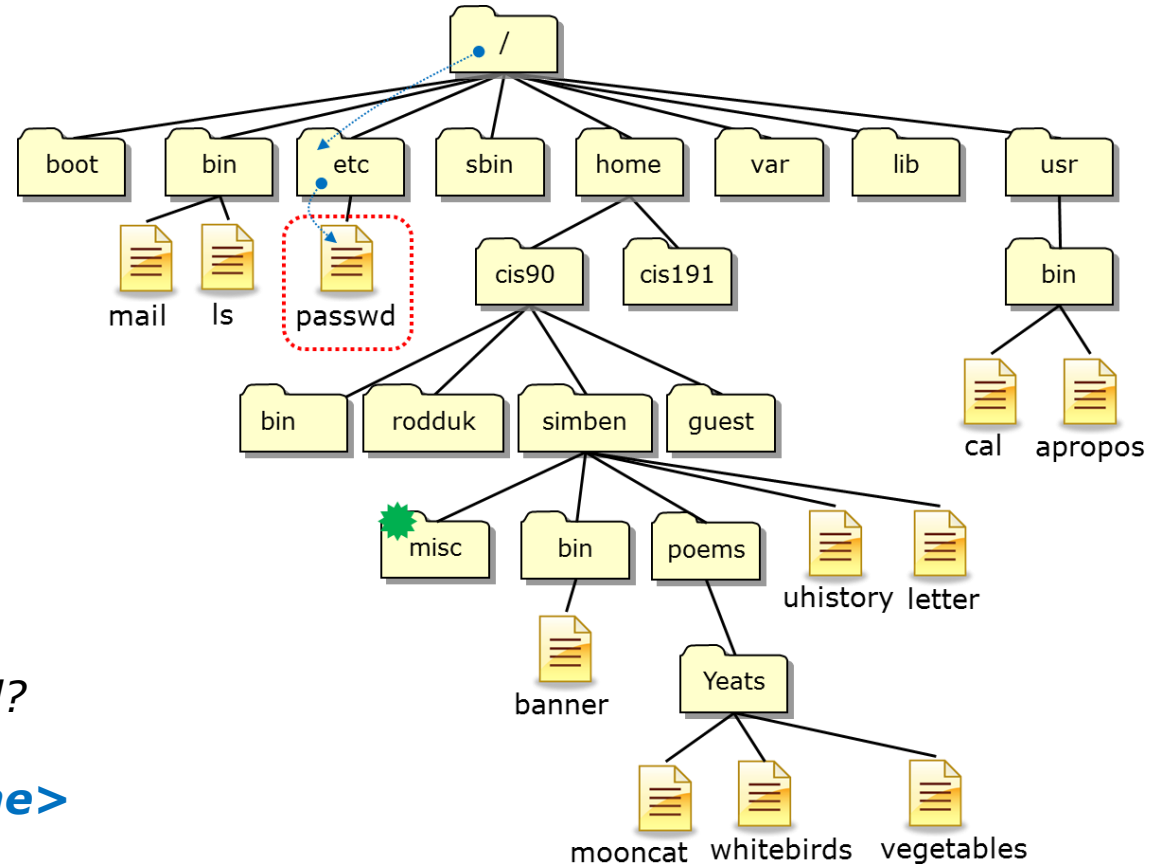 /
boot bin etc sbin home var lib usr
mail ls passwd cis90 cis191 bin
bin rodduk simben guest cal apropos
misc bin poems
uhistory letter
banner Yeats
?
e>
mooncat whitebirds vegetables